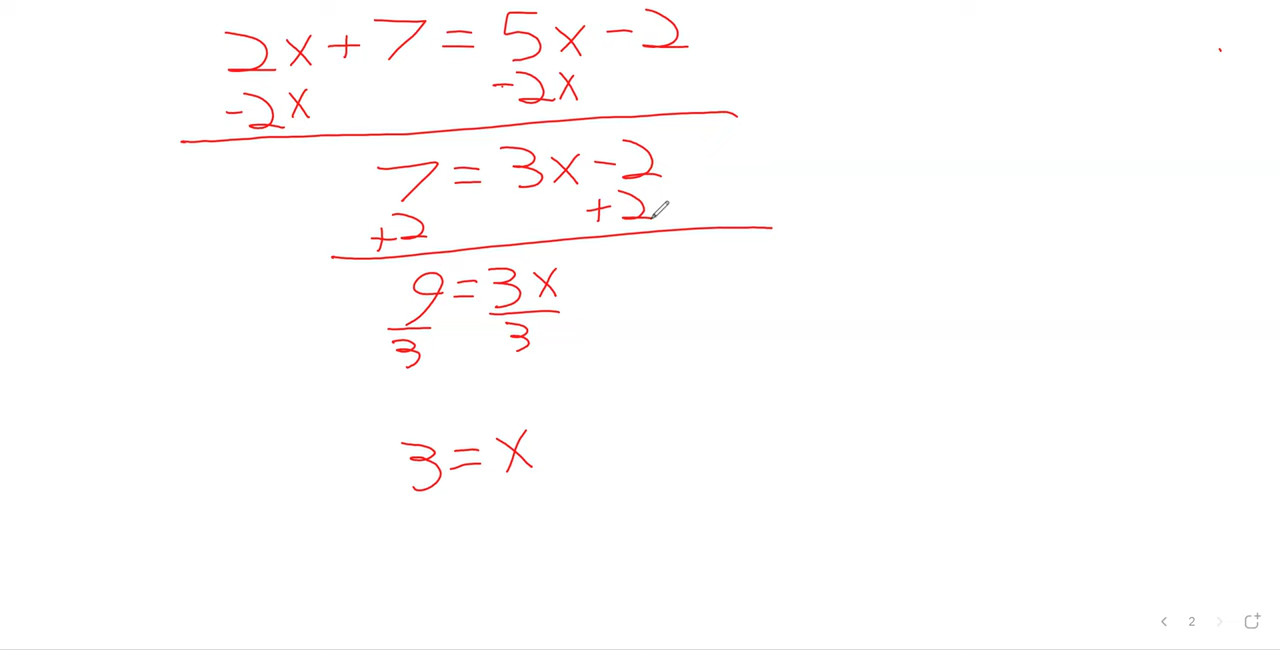 2x + 7 = 5x - 2
-2x -2x
7 = 3x - 2
+2 +2
9 = 3x
3 3
3 = x
2